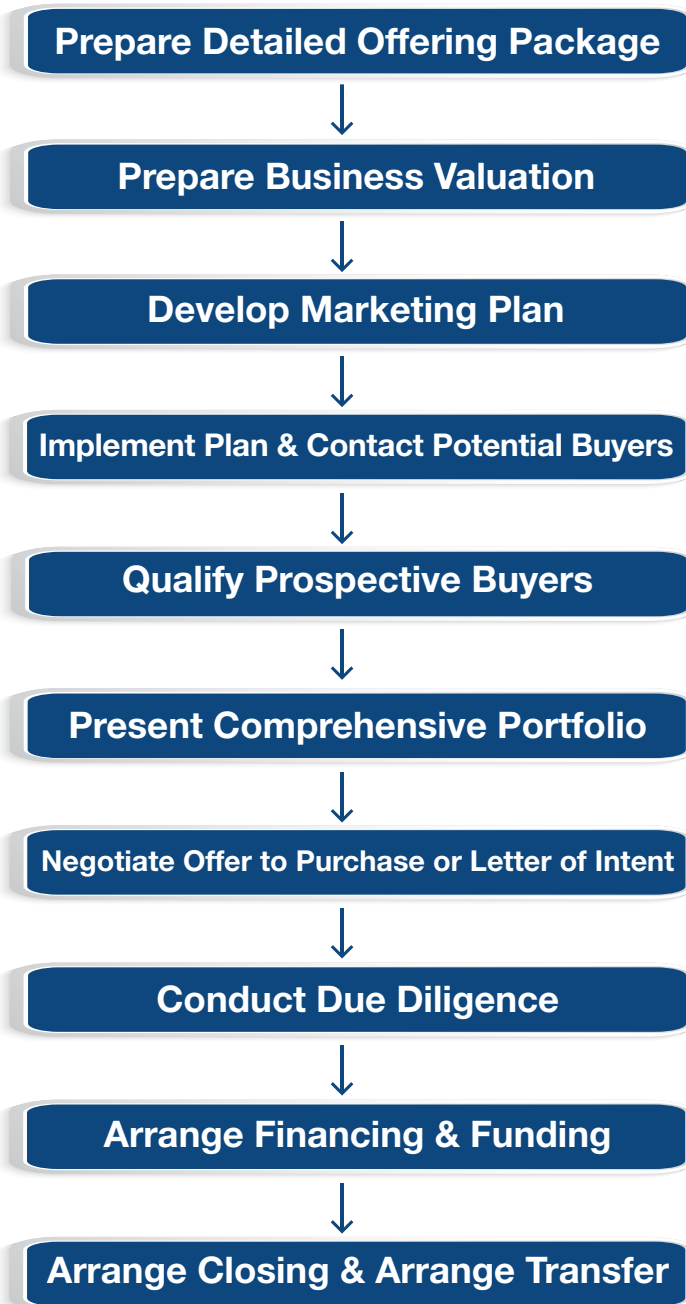 Prepare Detailed Offering Package
Prepare Business Valuation
Develop Marketing Plan
Implement Plan & Contact Potential Buyers
Qualify Prospective Buyers
Present Comprehensive Portfolio
Negotiate Offer to Purchase or Letter of Intent
Conduct Due Diligence
Arrange Financing & Funding
Arrange Closing & Arrange Transfer